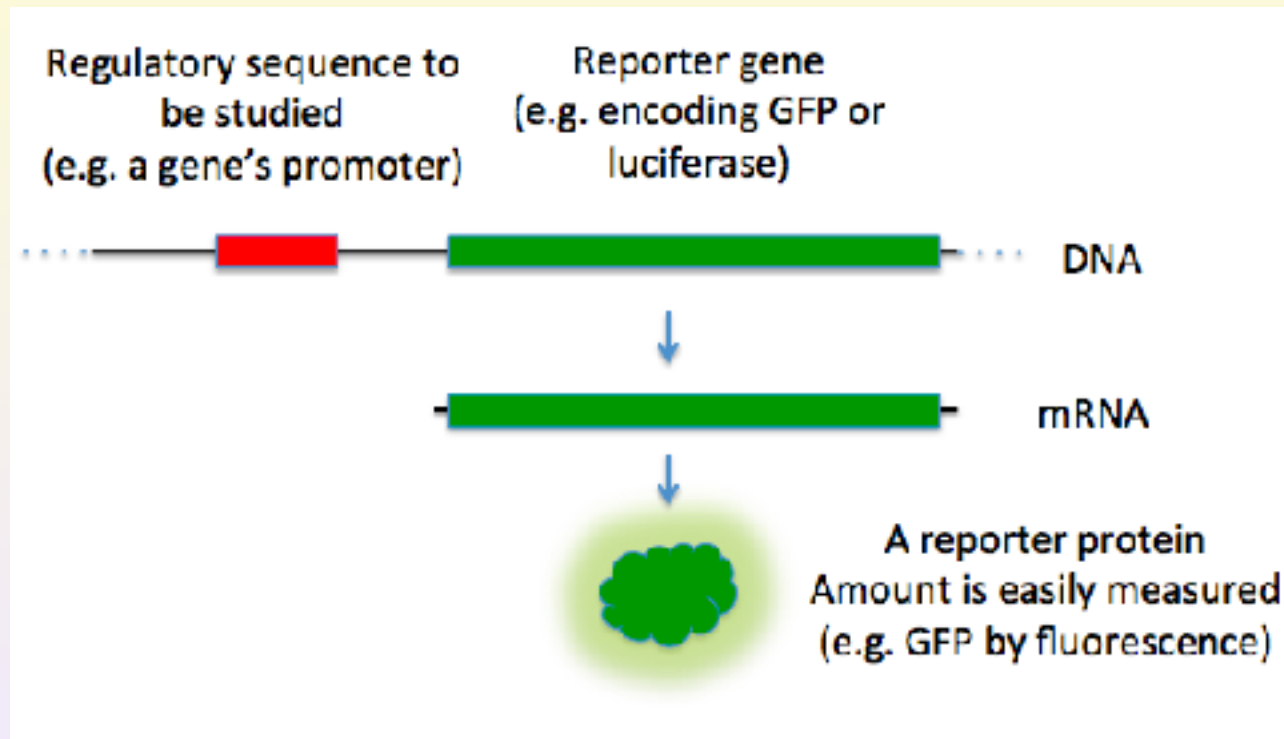 Regulatory sequence to
be studied
(e.g. a gene's promoter)
Reporter gene
(e.g. encoding GFP or
luciferase)
DNA
mRNA
A reporter protein
Amount is easily measured
(e.g. GFP by fluorescence)